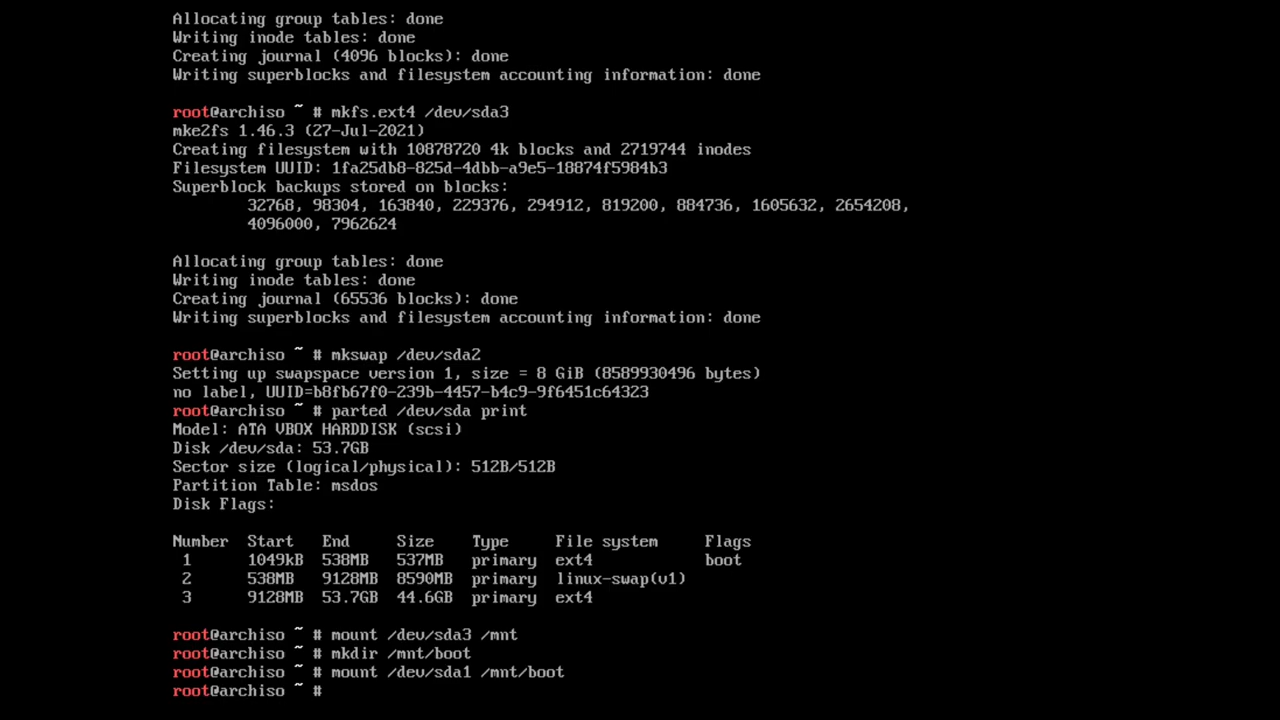 Allocating group tables: done
Writing inode tables: done
Creating journal (4096 blocks): done
Writing superblocks and filesystem accounting information: done
root@archiso ~ # mkfs.ext4 /dev/sda3
mke2fs 1.46.3 (27-Jul-2021)
Creating filesystem with 10878720 4k blocks and 2719744 inodes
Filesystem UUID: 1fa25db8-825d-4dbb-a9e5-18874f5984b3
Superblock backups stored on blocks:
32768, 98304, 163840, 229376, 294912, 819200, 884736, 1605632, 2654208,
4096000, 7962624
Allocating group tables: done
Writing inode tables: done
Creating journal (65536 blocks): done
Writing superblocks and filesystem accounting information: done
root@archiso ~ # mkswap /dev/sda2
Setting up swapspace version 1, size = 8 GiB (8589930496 bytes)
no label, UUID=b8fb67f0-239b-4457-b4c9-9f6451c64323
root@archiso ~ # parted /dev/sda print
Model: ATA VBOX HARDDISK (scsi)
Disk /dev/sda: 53.7GB
Sector size (logical/physical): 512B/512B
Partition Table: msdos
Disk Flags:
Number  Start   End     Size    Type     File system     Flags
1      1049kB  538MB   537MB   primary  ext4            boot
2      538MB   9128MB  8590MB  primary  linux-swap(v1)
3      9128MB  53.7GB  44.6GB  primary  ext4
root@archiso ~ # mount /dev/sda3 /mnt
root@archiso ~ # mkdir /mnt/boot
root@archiso ~ # mount /dev/sda1 /mnt/boot
root@archiso ~ #